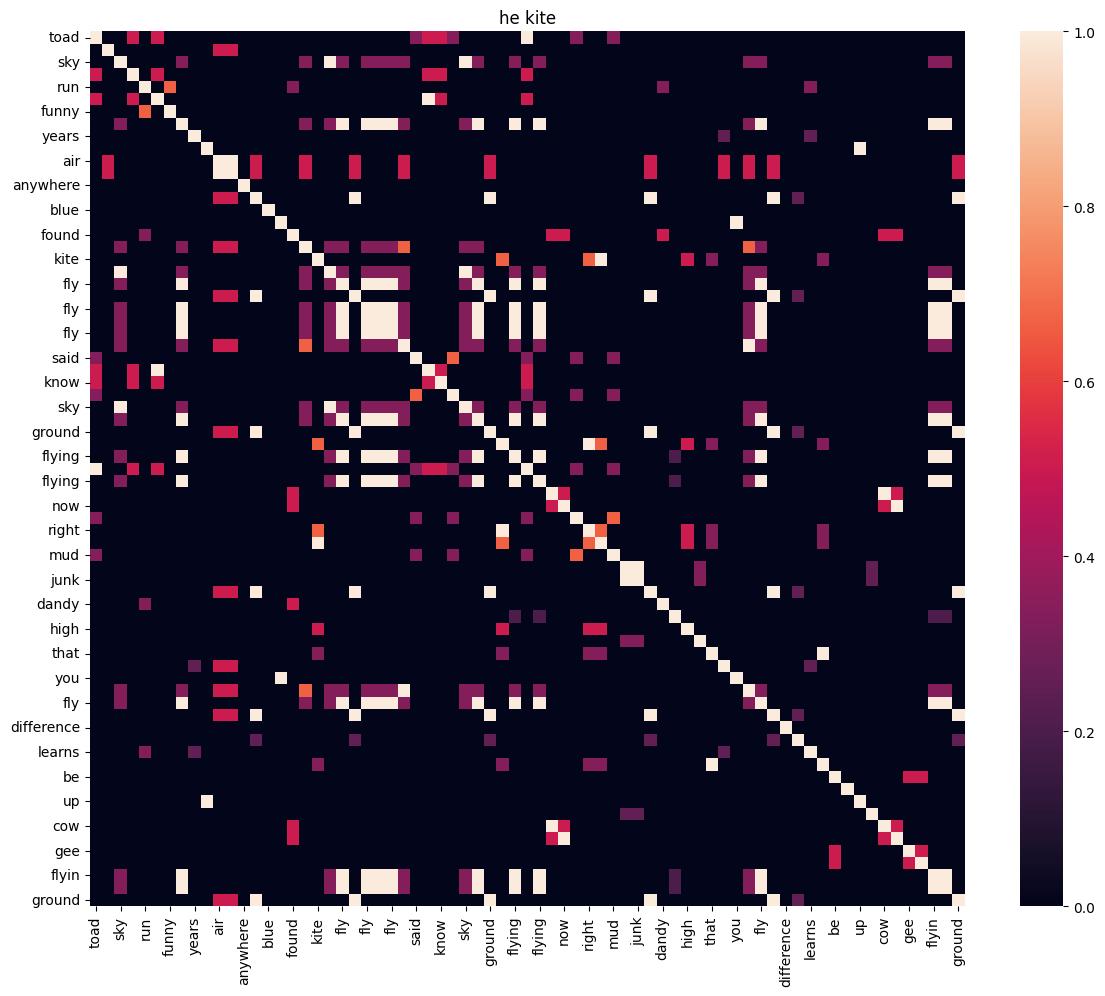 he kite
toad
sky
run
funny
years
air
anywhere
blue
found
kite
fly
fly
fly
said
know
sky
ground
flying
flying
now
right
mud
junk
dandy
high
that
you
fly
difference
learns
be
up
cow
gee
flyin
ground
toad
sky
run
funny
years
air
anywhere
blue
found
kite
fly
fly
fly
said
know
sky
ground
flying
flying
now
right
mud
junk
dandy
high
that
you
fly
difference
learns
be
up
cow
gee
flyin
ground
1.0
0.8
0.6
0.4
0.2
0.0